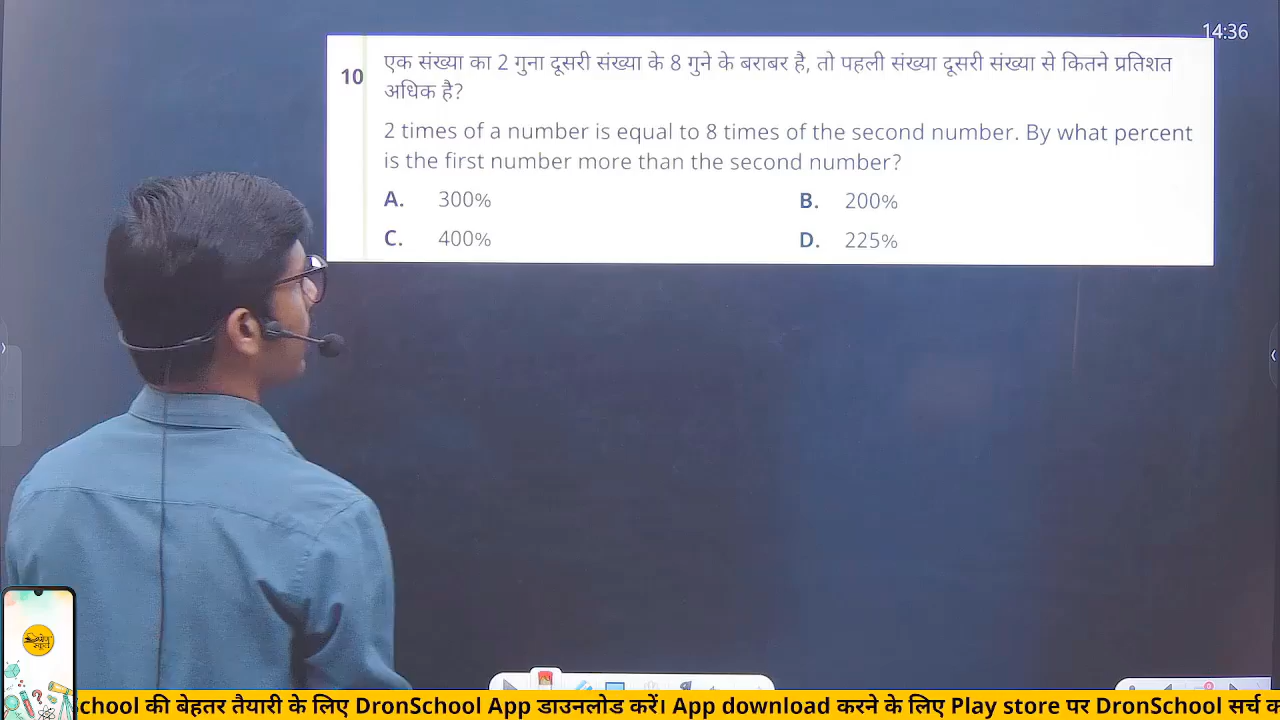 14:36
10 एक संख्या का 2 गुना दूसरी संख्या के 8 गुने के बराबर है, तो पहली संख्या दूसरी संख्या से कितने प्रतिशत
अधिक है?
2 times of a number is equal to 8 times of the second number. By what percent
is the first number more than the second number?
A. 300% B. 200%
C. 400% D. 225%
chool की बेहतर तैयारी के लिए DronSchool App डाउनलोड करें। App download करने के लिए Play store पर DronSchool सर्च क